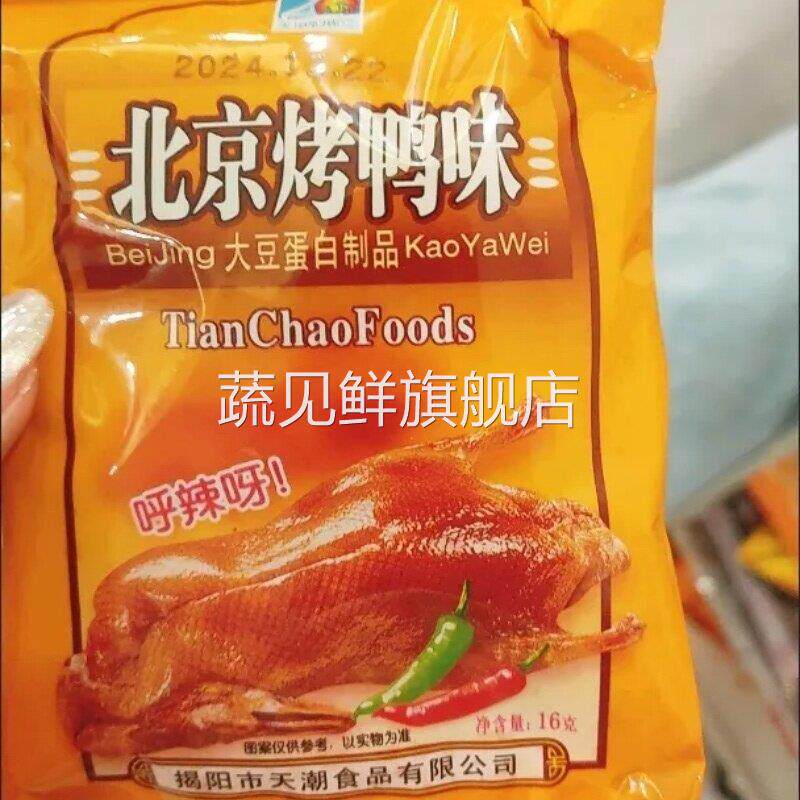 北京烤鸭味
BeiJing 大豆蛋白制品 KaoYaWei
TianChaoFoods
蔬见鲜旗舰店
呼辣呀!
净含量: 16克
图案仅供参考, 以实物为准
揭阳市天潮食品有限公司